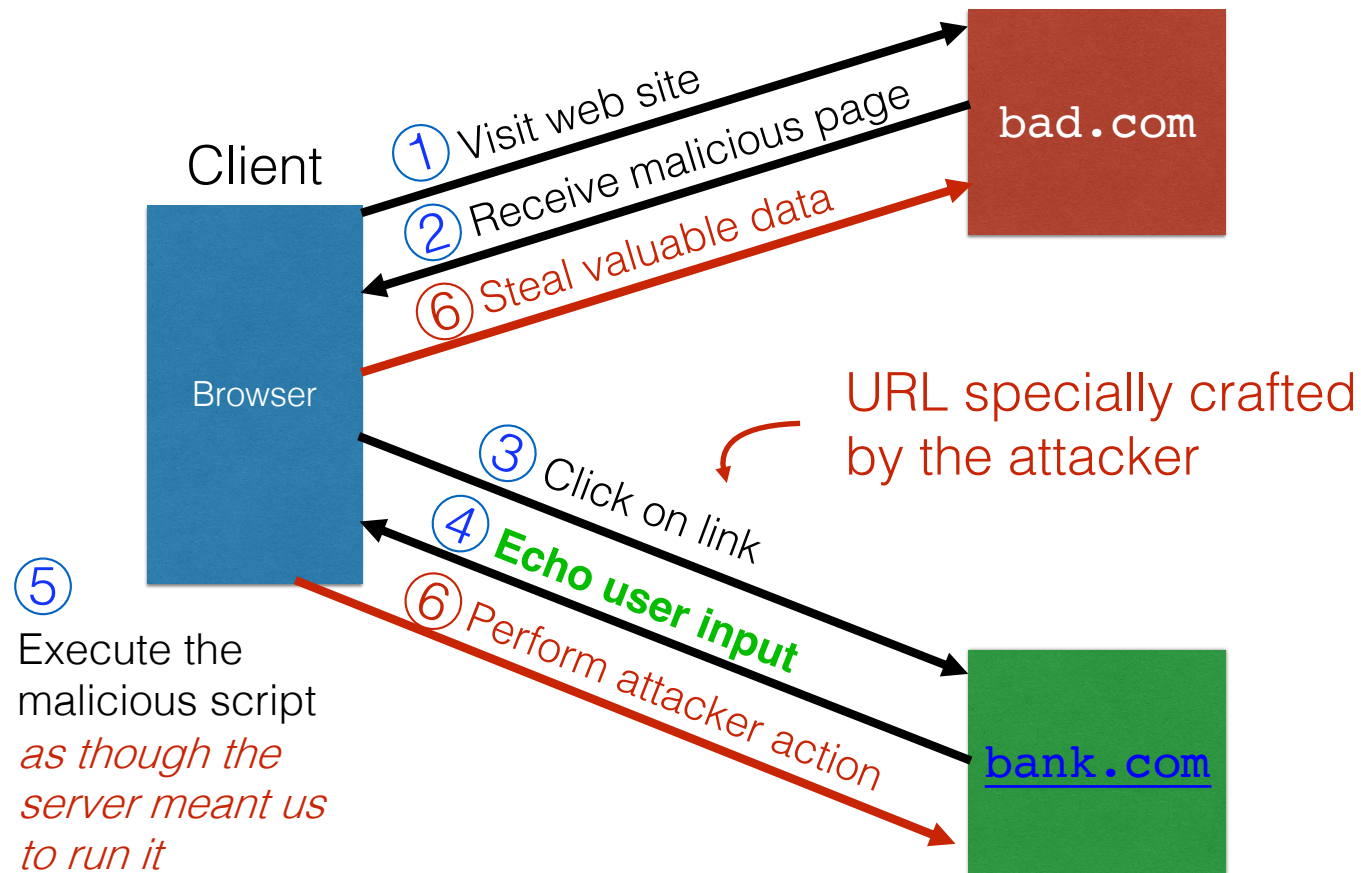 Client
Browser
bad.com
① Visit web site
② Receive malicious page
⑥ Steal valuable data
URL specially crafted
by the attacker
③ Click on link
④ Echo user input
⑥ Perform attacker action
bank.com
⑤
Execute the
malicious script
as though the
server meant us
to run it